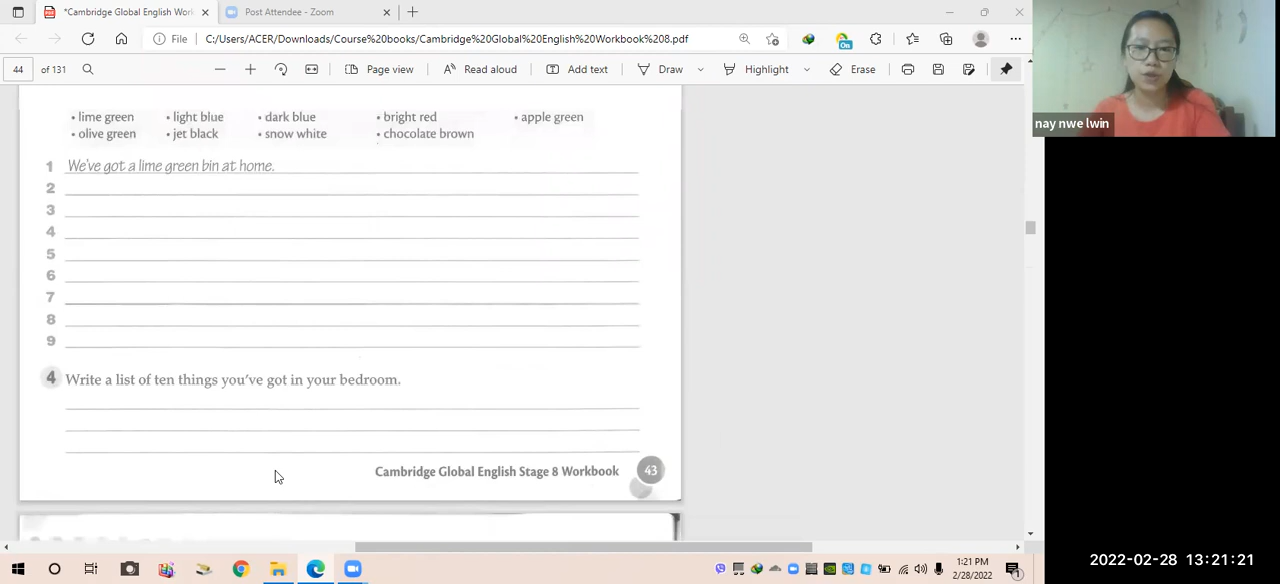 *Cambridge Global English Wor
Post Attendee - Zoom
File
C:/Users/ACER/Downloads/Course%20books/Cambridge%20Global%20English%20Workbook%208.pdf
On
44 of 131
Page view
Read aloud
Add text
Draw
Highlight
Erase
nay nwe lwin
• lime green • light blue • dark blue • bright red • apple green
• olive green • jet black • snow white • chocolate brown
1 We've got a lime green bin at home.
2
3
4
5
6
7
8
9
4 Write a list of ten things you've got in your bedroom.
Cambridge Global English Stage 8 Workbook 43
1:21 PM
2/28/2022
1
2022-02-28 13:21:21